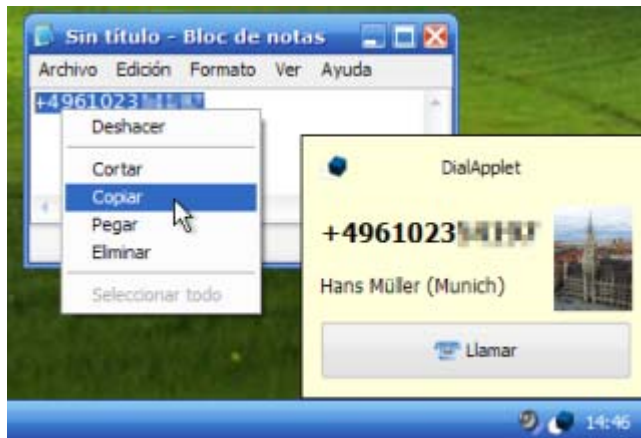 Sin título - Bloc de notas
Archivo Edición Formato Ver Ayuda
+4961023
Deshacer
Cortar
Copiar
Pegar
Eliminar
Seleccionar todo
DialApplet
+4961023
Hans Müller (Munich)
Llamar
14:46